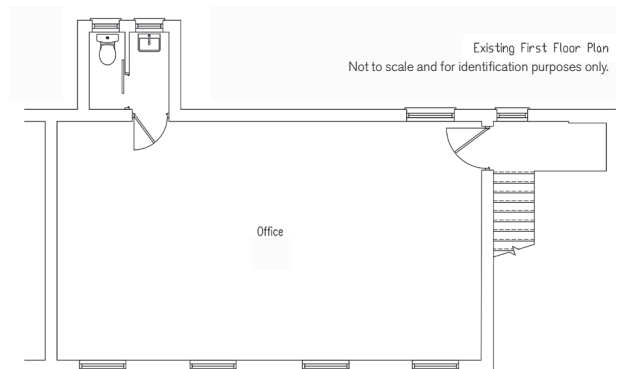 Existing First Floor Plan
Not to scale and for identification purposes only.
Office